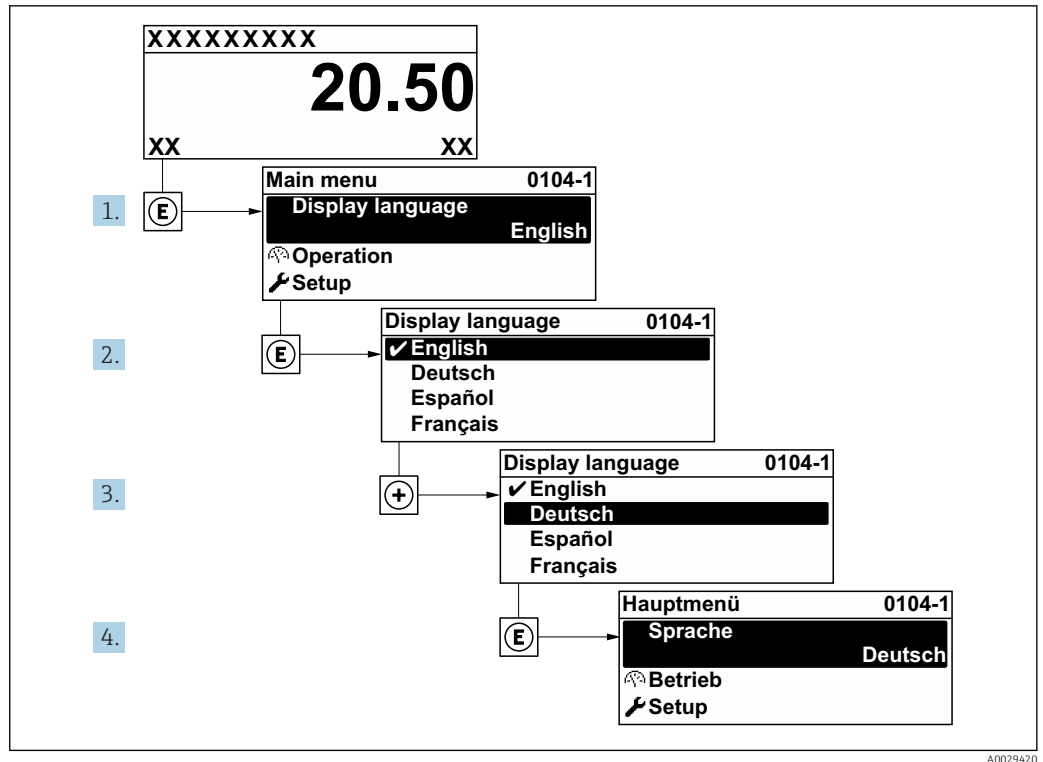 XXXXXXXXX
20.50
XX XX
1. E
Main menu 0104-1
Display language
English
Operation
Setup
2. E
Display language 0104-1
✔ English
Deutsch
Español
Français
3. +
Display language 0104-1
✔ English
Deutsch
Español
Français
4. E
Hauptmenü 0104-1
Sprache
Deutsch
Betrieb
Setup
A0029420